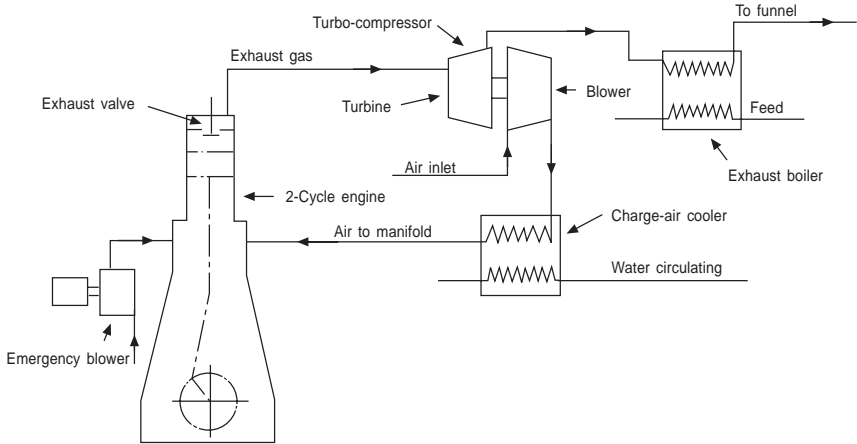 Turbo-compressor
To funnel
Exhaust gas
Exhaust valve
Turbine
Blower
Feed
Air inlet
Exhaust boiler
2-Cycle engine
Charge-air cooler
Air to manifold
Water circulating
Emergency blower